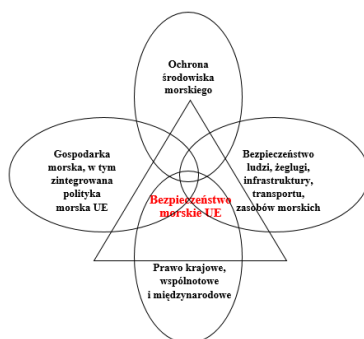 Ochrona
środowiska
morskiego
Gospodarka
morska, w tym
zintegrowana
polityka
morska UE
Bezpieczeństwo
ludzi, żeglugi,
infrastruktury,
transportu,
zasobów morskich
Bezpieczeństwo
morskie UE
Prawo krajowe,
wspólnotowe
i międzynarodowe